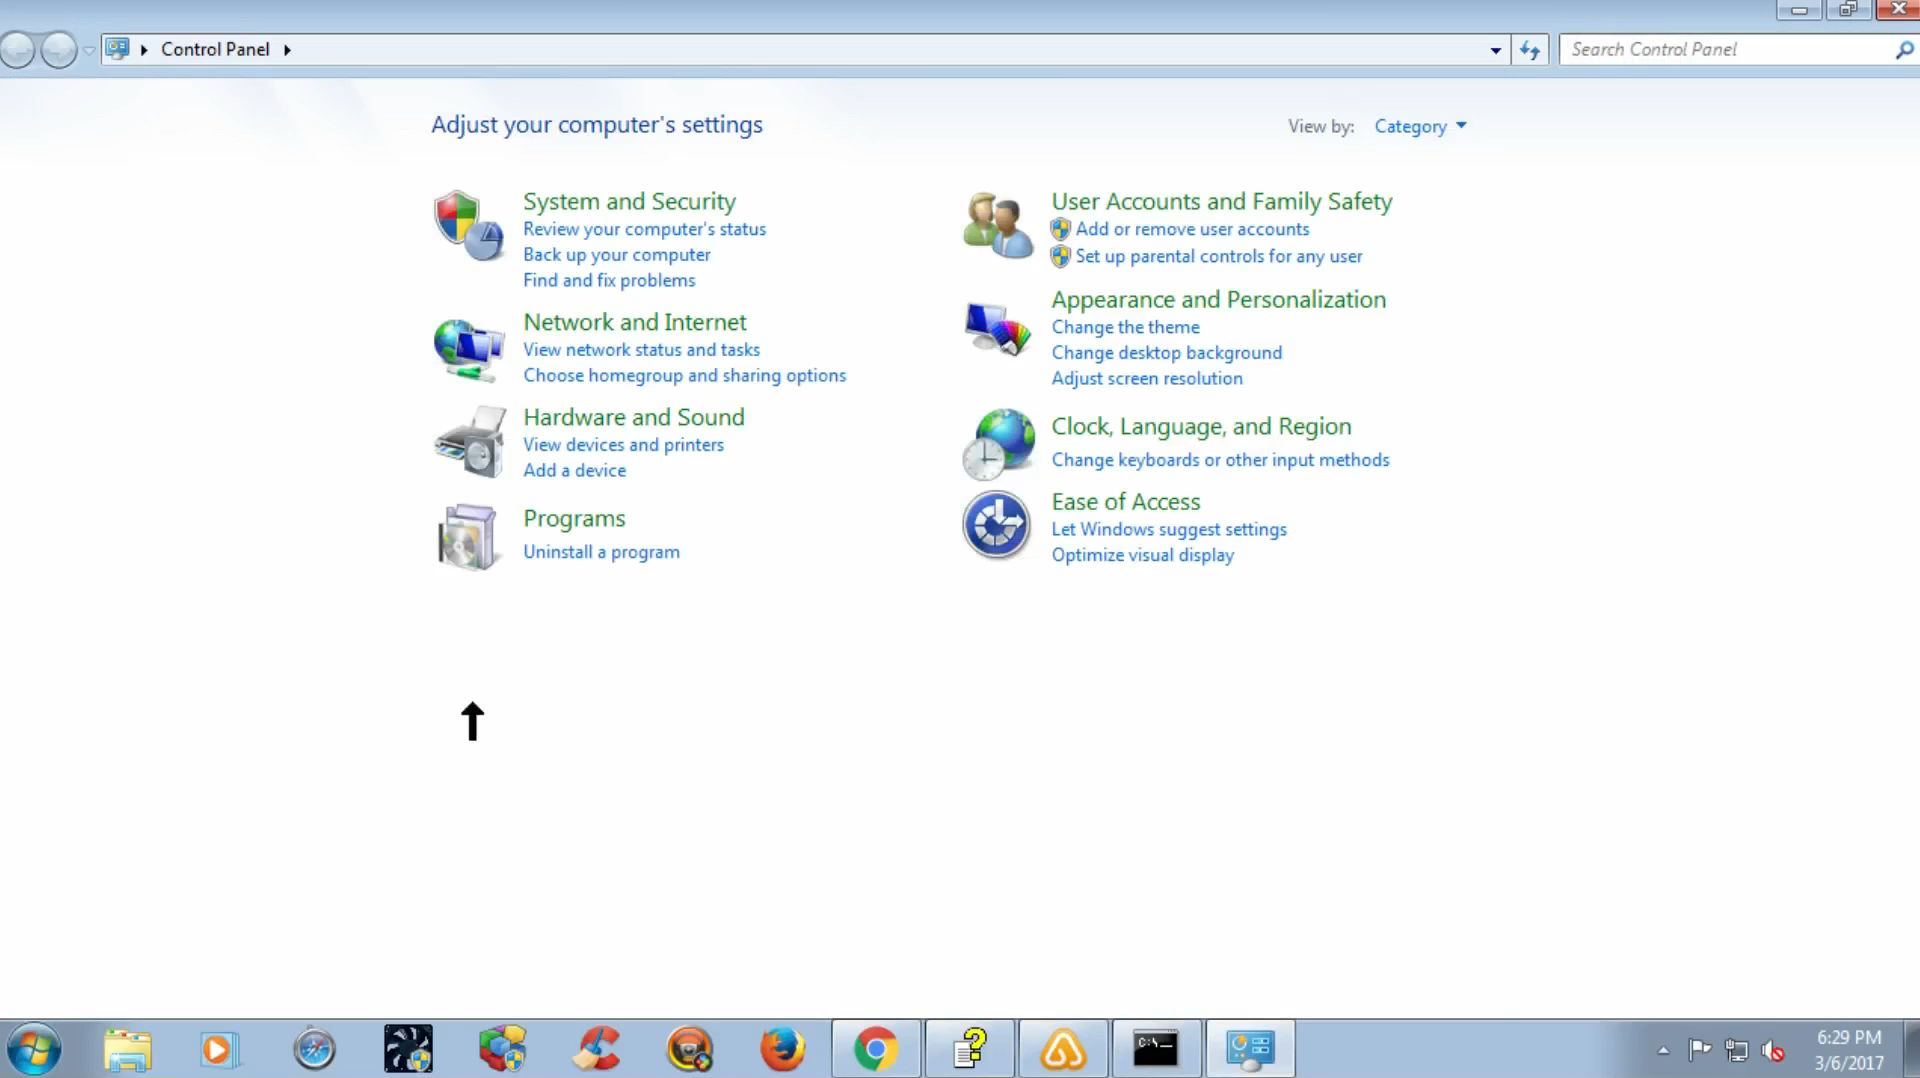 Control Panel
Search Control Panel
Adjust your computer's settings
View by: Category
System and Security
Review your computer's status
Back up your computer
Find and fix problems
Network and Internet
View network status and tasks
Choose homegroup and sharing options
Hardware and Sound
View devices and printers
Add a device
Programs
Uninstall a program
User Accounts and Family Safety
Add or remove user accounts
Set up parental controls for any user
Appearance and Personalization
Change the theme
Change desktop background
Adjust screen resolution
Clock, Language, and Region
Change keyboards or other input methods
Ease of Access
Let Windows suggest settings
Optimize visual display
C:\._
6:29 PM
3/6/2017